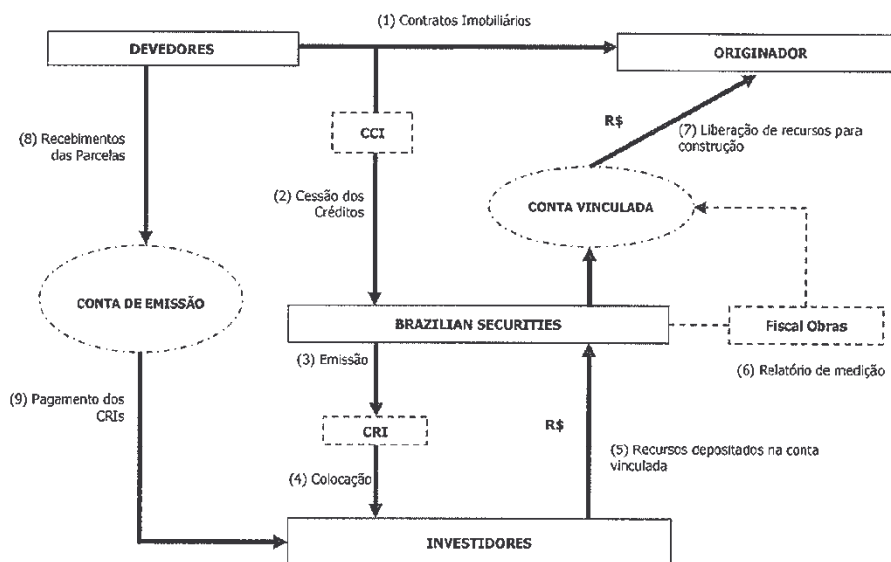 (1) Contratos Imobiliários
DEVEDORES
ORIGINADOR
CCI
R$
(7) Liberação de recursos para
construção
(8) Recebimentos
das Parcelas
(2) Cessão dos
Créditos
CONTA VINCULADA
CONTA DE EMISSÃO
BRAZILIAN SECURITIES
Fiscal Obras
(3) Emissão
(6) Relatório de medição
(9) Pagamento dos
CRIs
CRI
R$
(5) Recursos depositados na conta
vinculada
(4) Colocação
INVESTIDORES